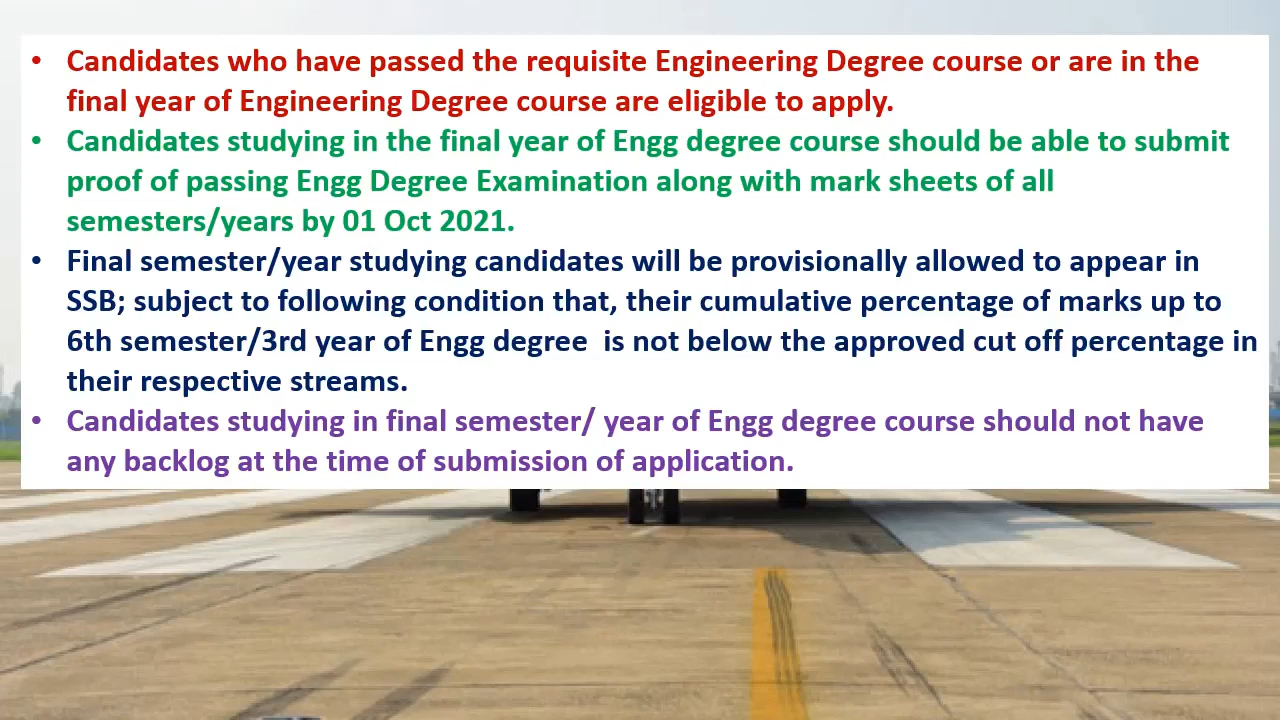 • Candidates who have passed the requisite Engineering Degree course or are in the
final year of Engineering Degree course are eligible to apply.
• Candidates studying in the final year of Engg degree course should be able to submit
proof of passing Engg Degree Examination along with mark sheets of all
semesters/years by 01 Oct 2021.
• Final semester/year studying candidates will be provisionally allowed to appear in
SSB; subject to following condition that, their cumulative percentage of marks up to
6th semester/3rd year of Engg degree  is not below the approved cut off percentage in
their respective streams.
• Candidates studying in final semester/ year of Engg degree course should not have
any backlog at the time of submission of application.